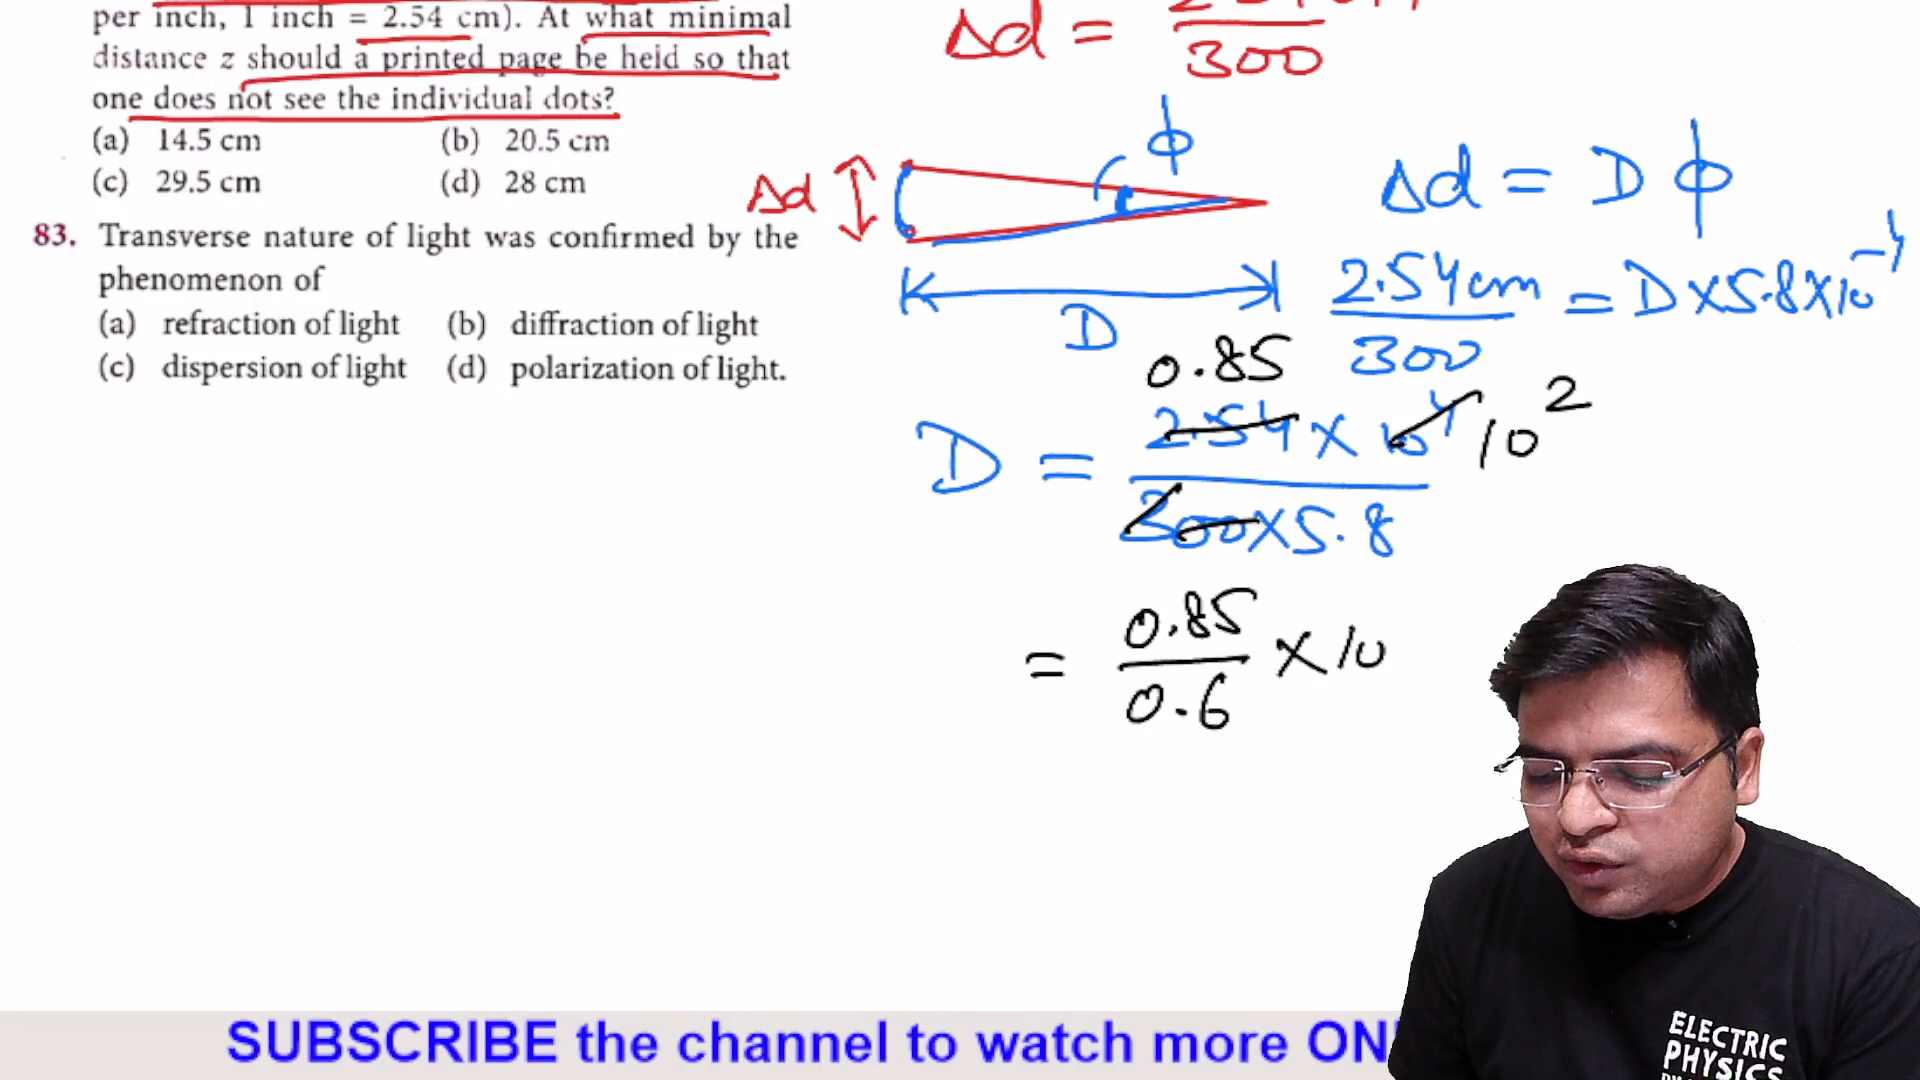 per inch, 1 inch = 2.54 cm). At what minimal
distance z should a printed page be held so that
one does not see the individual dots?
(a) 14.5 cm (b) 20.5 cm
(c) 29.5 cm (d) 28 cm
83. Transverse nature of light was confirmed by the
phenomenon of
(a) refraction of light (b) diffraction of light
(c) dispersion of light (d) polarization of light.
Δd =
300
Δd
ϕ
D
Δd = D ϕ
2.54cm = D×5.8×10⁻⁴
300
0.85
D = 2.54 × 10⁴ 10²
300×5.8
= 0.85 × 10
0.6
SUBSCRIBE the channel to watch more
ELECTRIC
PHYSICS